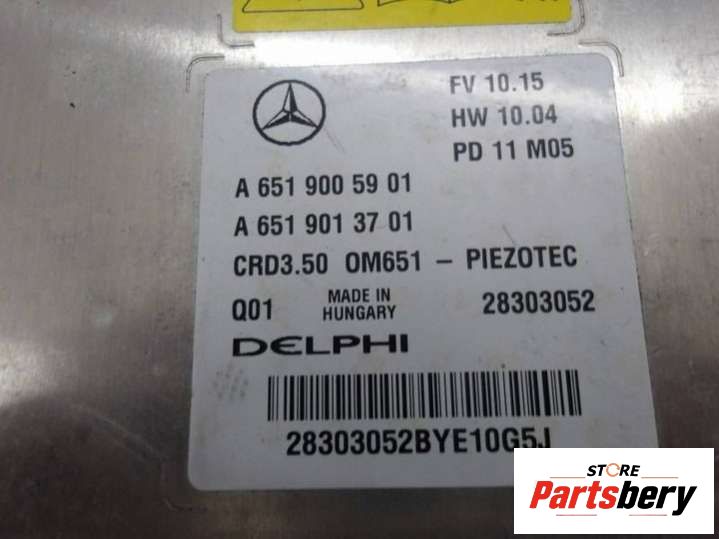 FV 10.15
HW 10.04
PD 11 M05
A 651 900 59 01
A 651 901 37 01
CRD3.50 OM651 – PIEZOTEC
Q01 MADE IN HUNGARY 28303052
DELPHI
28303052BYE10G5J
STORE
Partsbery